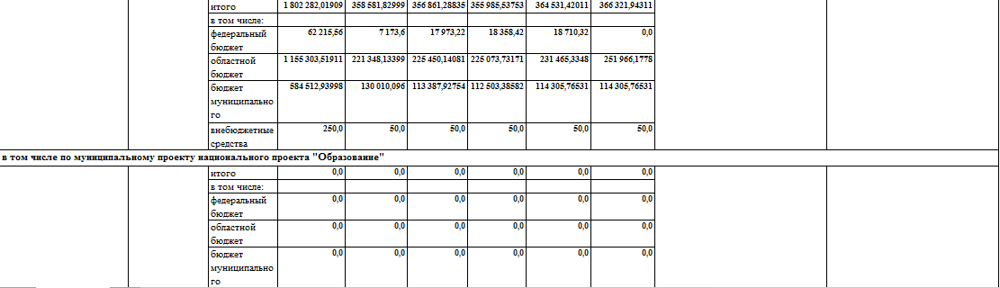 итого 1 802 282,01909 358 581,82999 356 861,28835 355 985,53753 364 531,42011 366 321,94311
в том числе:
федеральный 62 215,56 7 173,6 17 973,22 18 358,42 18 710,32 0,0
бюджет
областной 1 155 303,51911 221 348,13399 225 450,14081 225 073,73171 231 465,3348 251 966,1778
бюджет
бюджет 584 512,93998 130 010,096 113 387,92754 112 503,38582 114 305,76531 114 305,76531
муниципально
го
внебюджетные 250,0 50,0 50,0 50,0 50,0 50,0
средства
в том числе по муниципальному проекту национального проекта "Образование"
итого 0,0 0,0 0,0 0,0 0,0 0,0
в том числе:
федеральный 0,0 0,0 0,0 0,0 0,0 0,0
бюджет
областной 0,0 0,0 0,0 0,0 0,0 0,0
бюджет
бюджет 0,0 0,0 0,0 0,0 0,0 0,0
муниципально
го